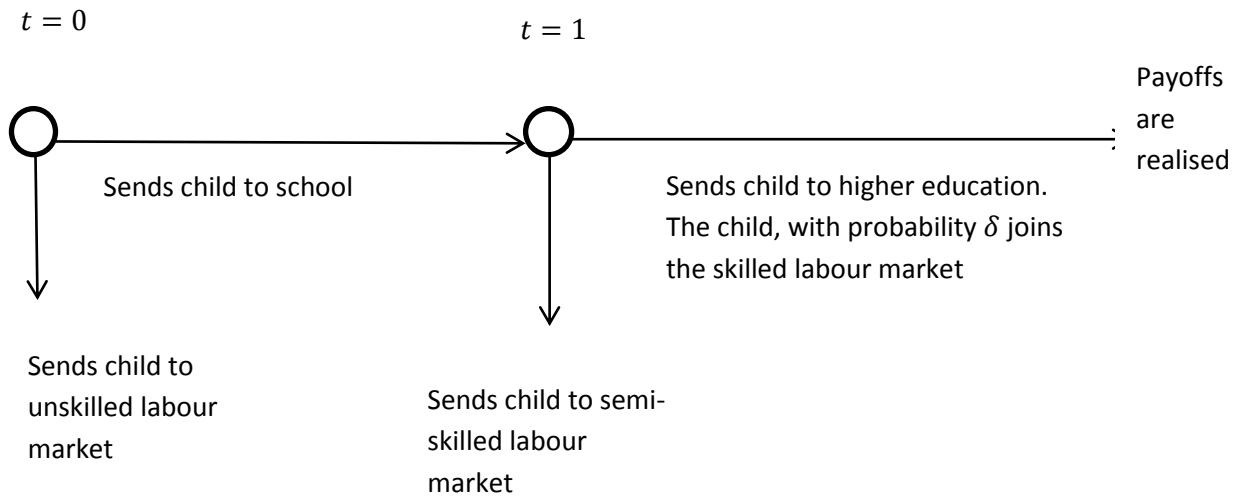 t = 0
t = 1
Payoffs
are
realised
Sends child to school
Sends child to higher education.
The child, with probability δ joins
the skilled labour market
Sends child to
unskilled labour
market
Sends child to semi-
skilled labour
market